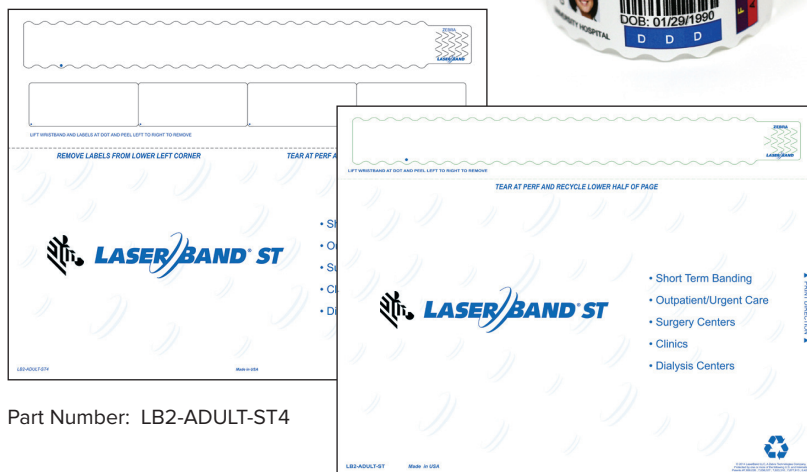 UNIVERSITY HOSPITAL
DOB: 01/29/1990
D D D
F
ZEBRA
LASERBAND
LIFT WRISTBAND AND LABELS AT DOT AND PEEL LEFT TO RIGHT TO REMOVE
REMOVE LABELS FROM LOWER LEFT CORNER
TEAR AT PERF A
LASERBAND® ST
• Sh
• O
• Su
• Cl
• Di
LB2-ADULT-ST4
Made in USA
Part Number: LB2-ADULT-ST4
ZEBRA
LASERBAND
LIFT WRISTBAND AT DOT AND PEEL LEFT TO RIGHT TO REMOVE
TEAR AT PERF AND RECYCLE LOWER HALF OF PAGE
LASERBAND® ST
• Short Term Banding
• Outpatient/Urgent Care
• Surgery Centers
• Clinics
• Dialysis Centers
PRINT DIRECTION
LB2-ADULT-ST
Made in USA